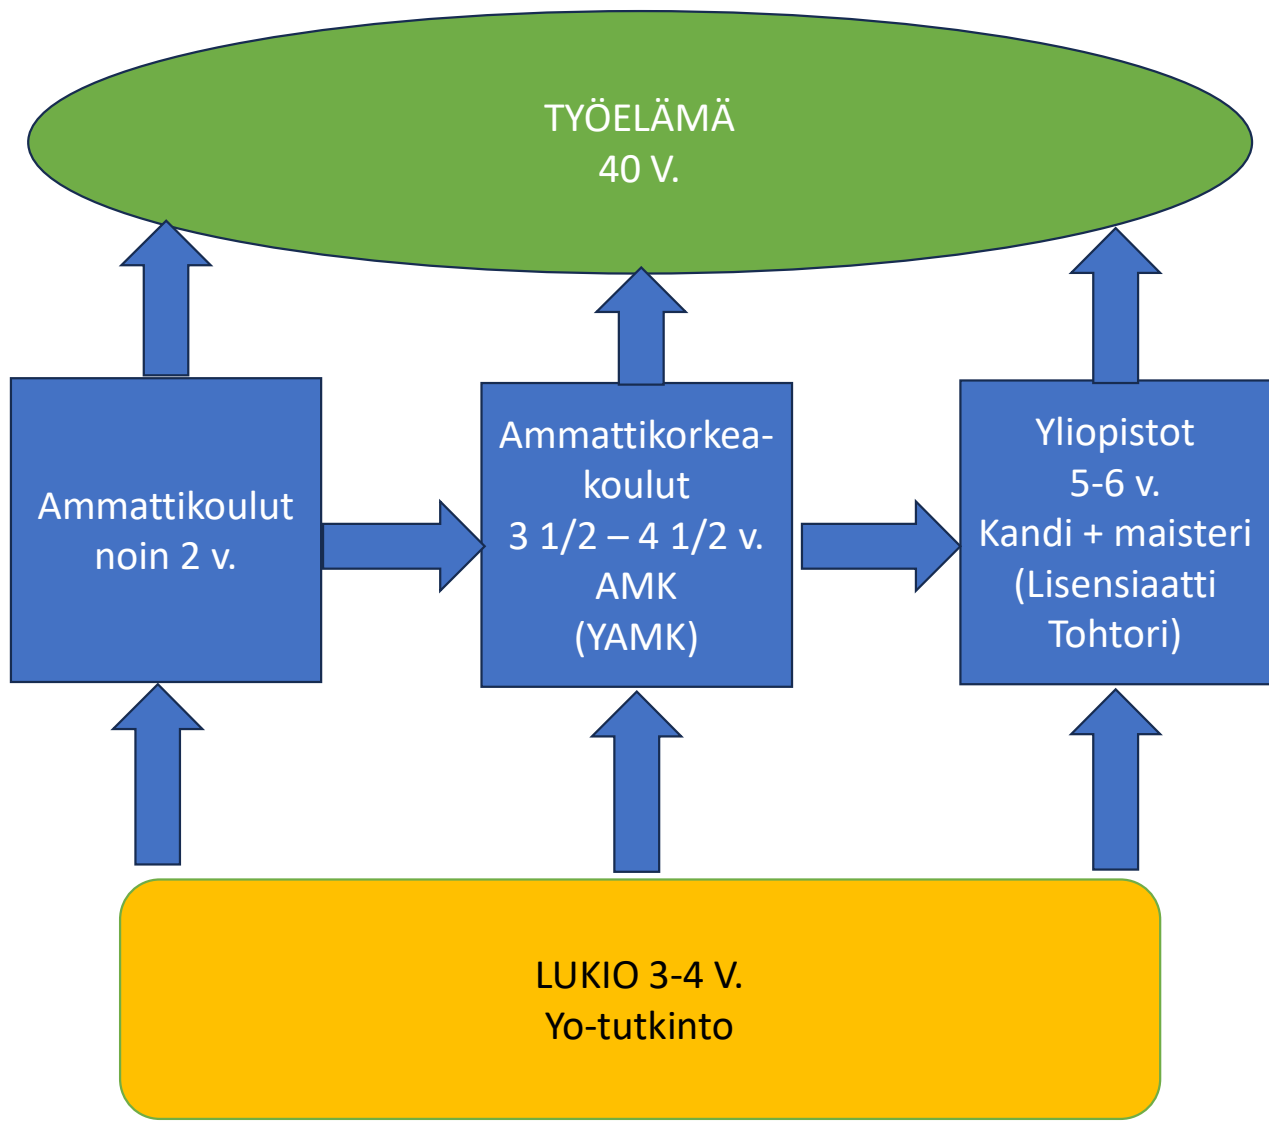 TYÖELÄMÄ
40 V.
Ammattikoulut
noin 2 v.
Ammattikorkea-
koulut
3 1/2 – 4 1/2 v.
AMK
(YAMK)
Yliopistot
5-6 v.
Kandi + maisteri
(Lisensiaatti
Tohtori)
LUKIO 3-4 V.
Yo-tutkinto